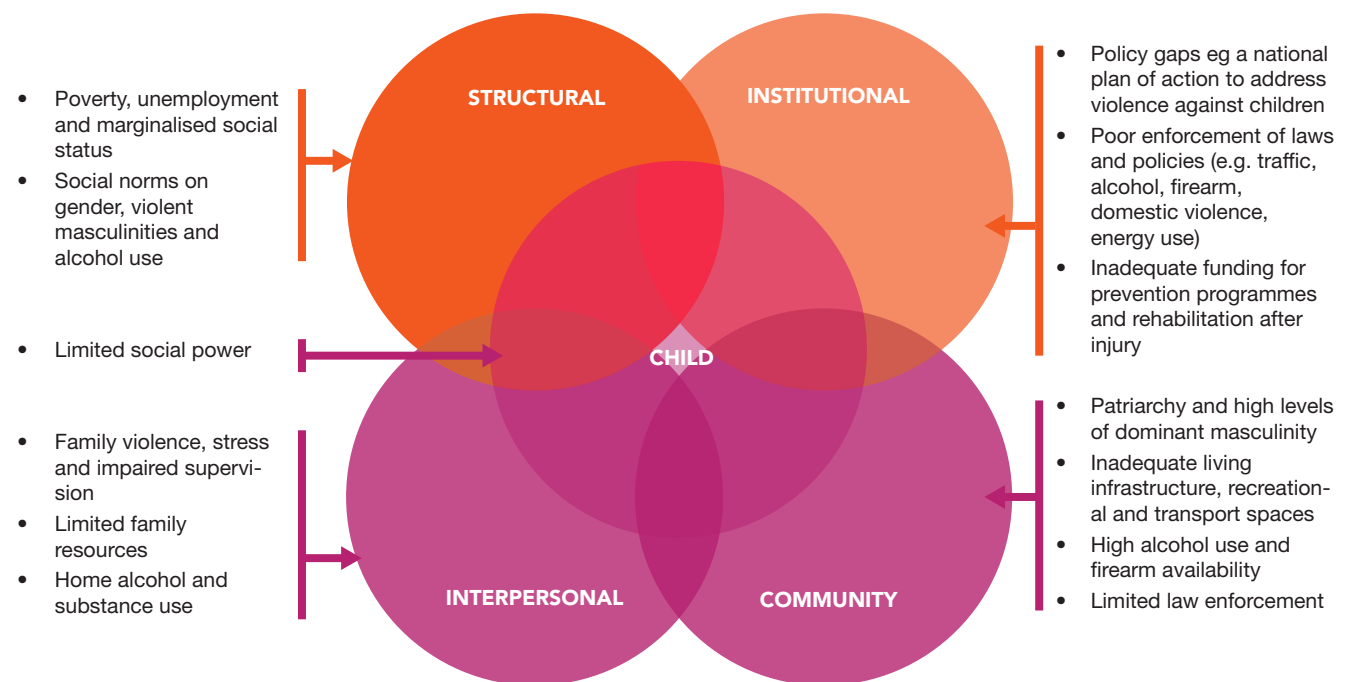 STRUCTURAL
INSTITUTIONAL
CHILD
INTERPERSONAL
COMMUNITY
• Poverty, unemployment
and marginalised social
status
• Social norms on
gender, violent
masculinities and
alcohol use
• Limited social power
• Family violence, stress
and impaired supervi-
sion
• Limited family
resources
• Home alcohol and
substance use
• Policy gaps eg a national
plan of action to address
violence against children
• Poor enforcement of laws
and policies (e.g. traffic,
alcohol, firearm,
domestic violence,
energy use)
• Inadequate funding for
prevention programmes
and rehabilitation after
injury
• Patriarchy and high levels
of dominant masculinity
• Inadequate living
infrastructure, recreation-
al and transport spaces
• High alcohol use and
firearm availability
• Limited law enforcement